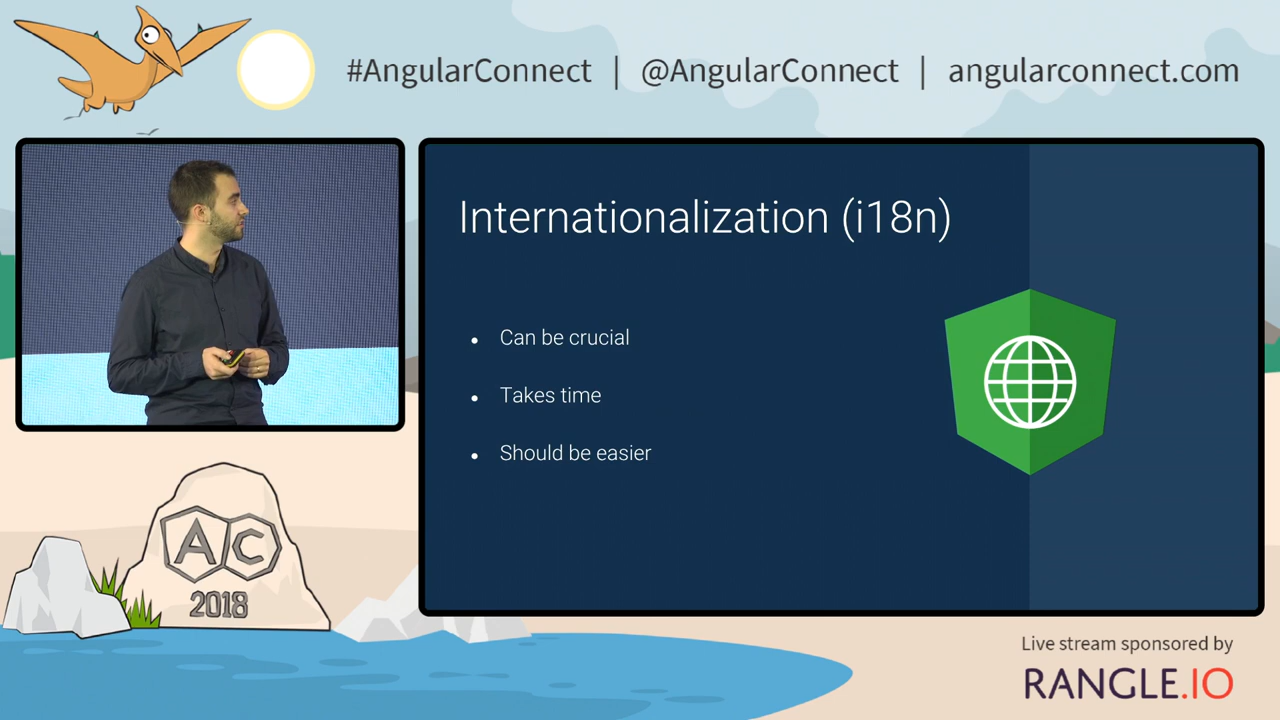 #AngularConnect | @AngularConnect | angularconnect.com
Internationalization (i18n)
• Can be crucial
• Takes time
• Should be easier
AC
2018
Live stream sponsored by
RANGLE.IO